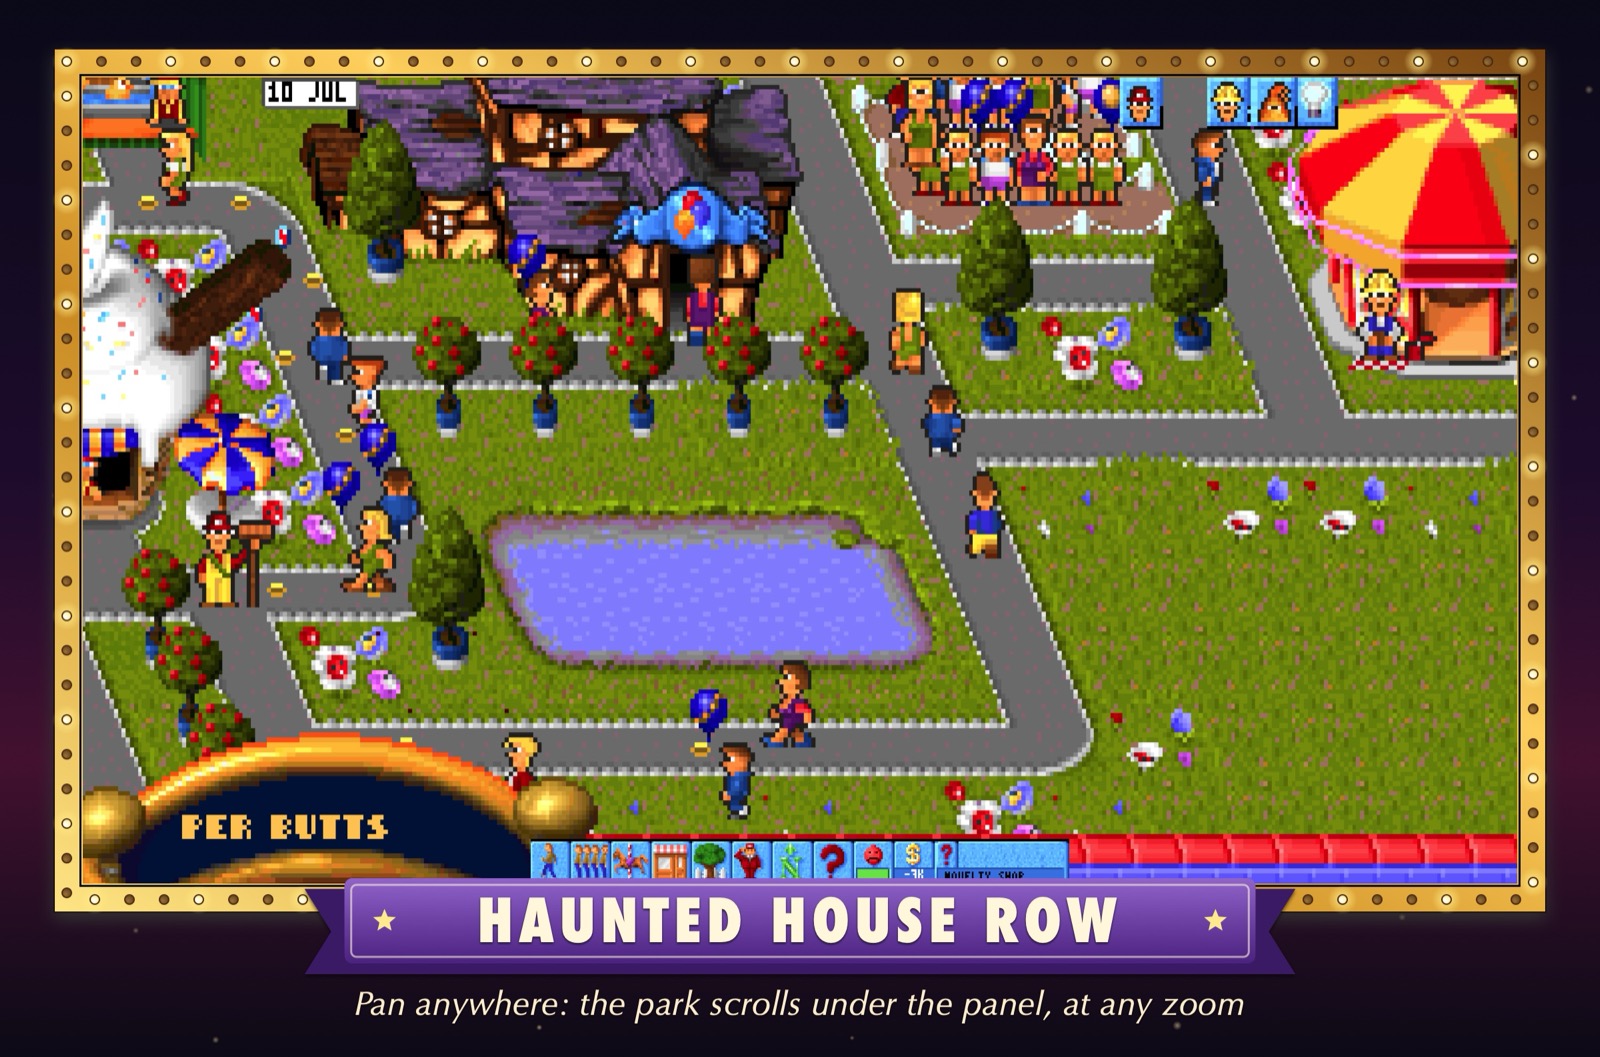 10 JUL
PER BUTTS
$
-3K
NOVELTY SHOP
HAUNTED HOUSE ROW
Pan anywhere: the park scrolls under the panel, at any zoom